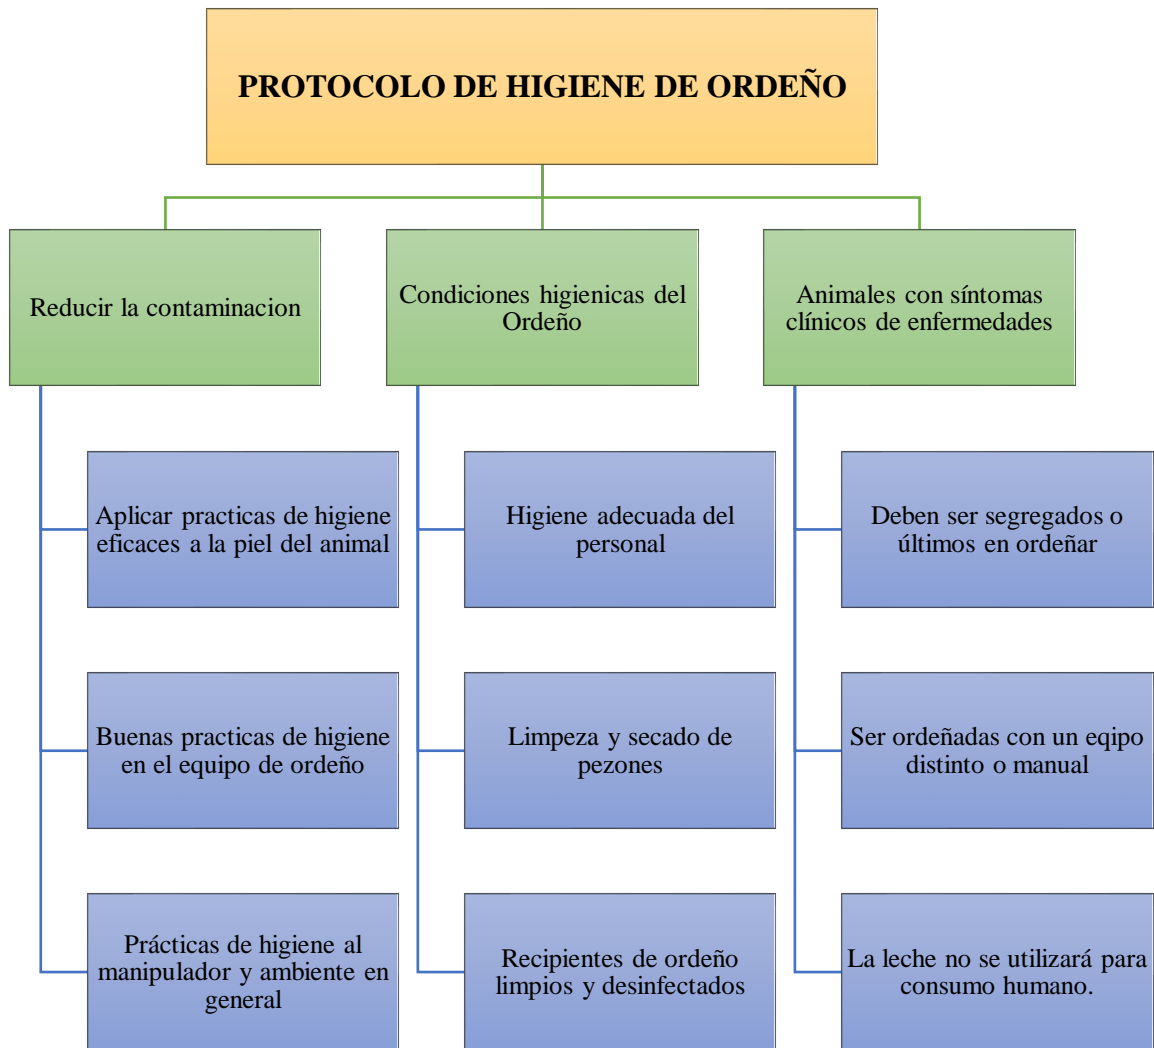 PROTOCOLO DE HIGIENE DE ORDEÑO
Reducir la contaminacion
Condiciones higienicas del
Ordeño
Animales con síntomas
clínicos de enfermedades
Aplicar practicas de higiene
eficaces a la piel del animal
Higiene adecuada del
personal
Deben ser segregados o
últimos en ordeñar
Buenas practicas de higiene
en el equipo de ordeño
Limpeza y secado de
pezones
Ser ordeñadas con un eqipo
distinto o manual
Prácticas de higiene al
manipulador y ambiente en
general
Recipientes de ordeño
limpios y desinfectados
La leche no se utilizará para
consumo humano.